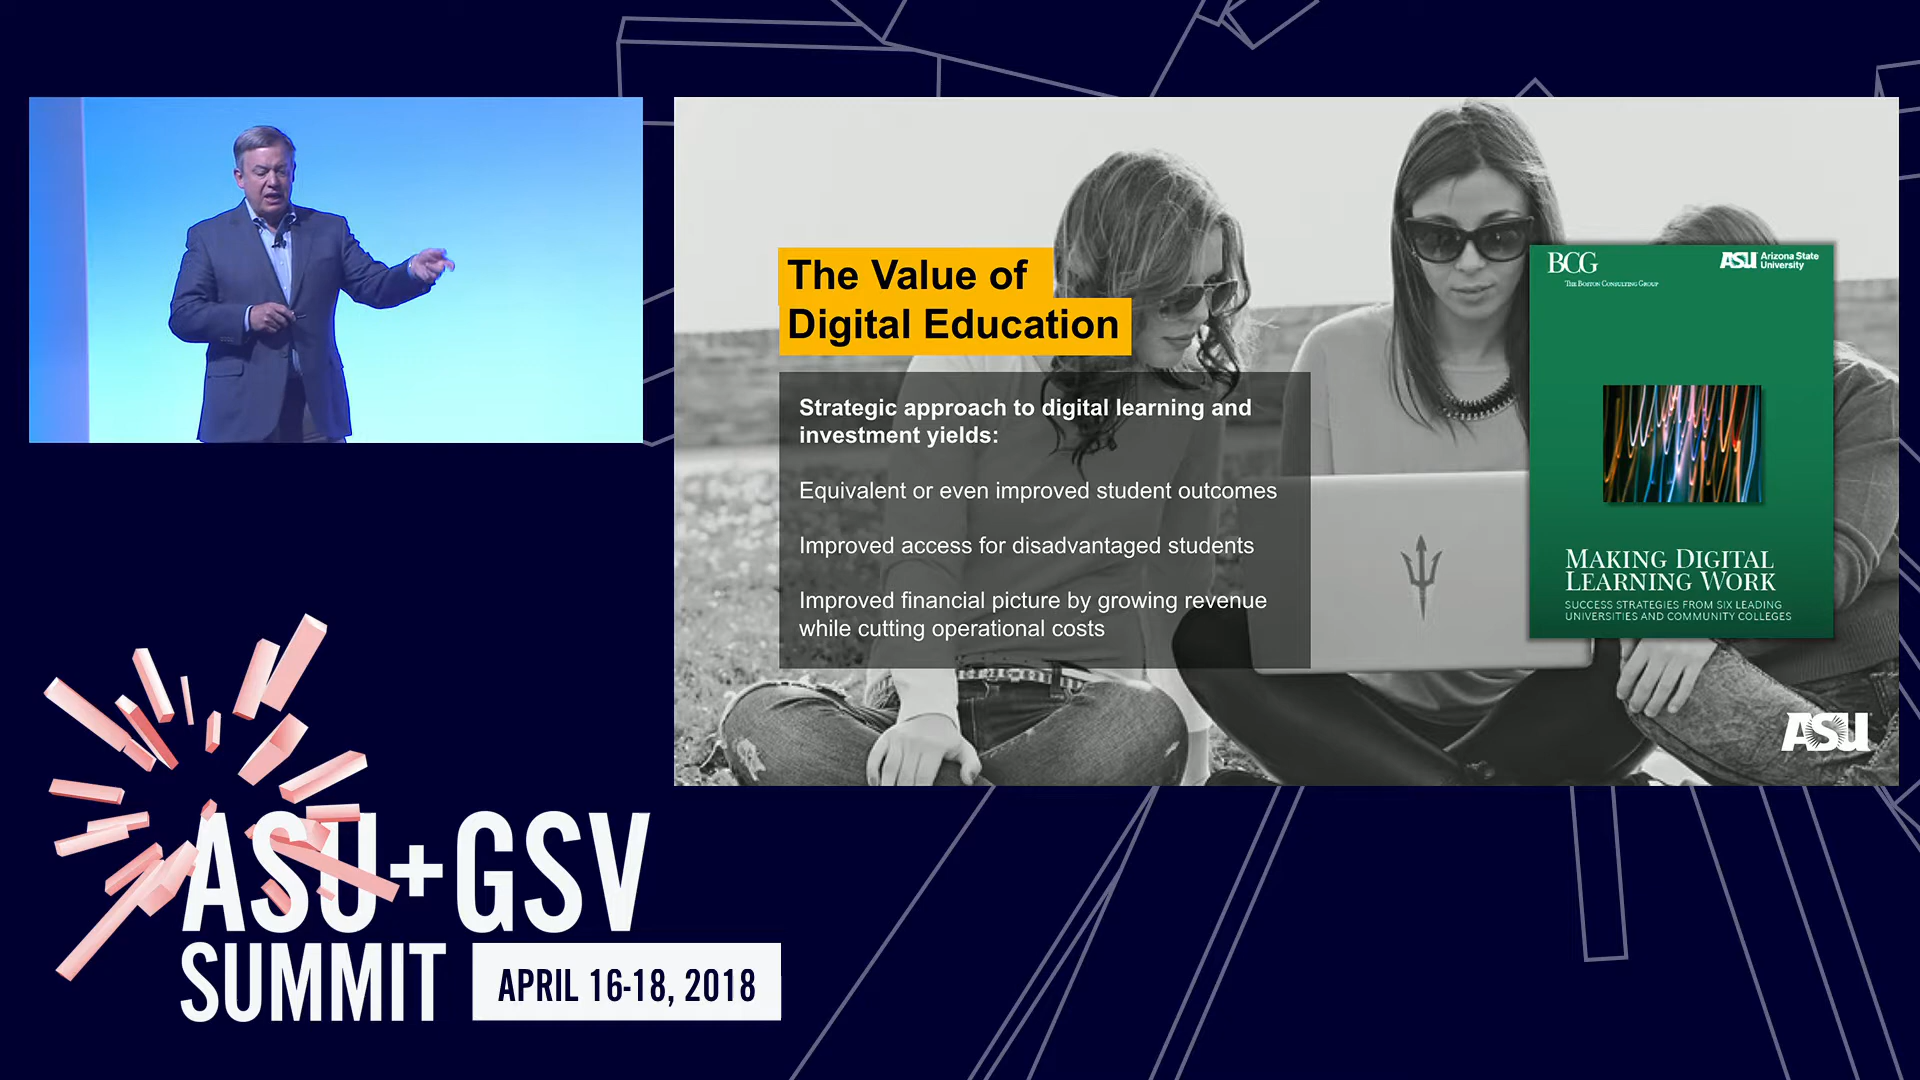 The Value of
Digital Education
Strategic approach to digital learning and
investment yields:
Equivalent or even improved student outcomes
Improved access for disadvantaged students
Improved financial picture by growing revenue
while cutting operational costs
BCG
The Boston Consulting Group
ASU Arizona State
University
Making Digital
Learning Work
SUCCESS STRATEGIES FROM SIX LEADING
UNIVERSITIES AND COMMUNITY COLLEGES
ASU
ASU+GSV
SUMMIT
APRIL 16-18, 2018